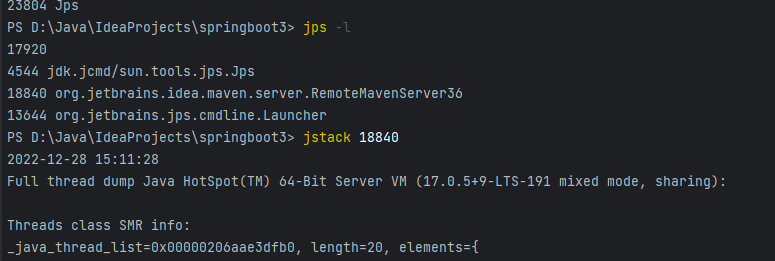 23804 Jps
PS D:\Java\IdeaProjects\springboot3> jps -l
17920
4544 jdk.jcmd/sun.tools.jps.Jps
18840 org.jetbrains.idea.maven.server.RemoteMavenServer36
13644 org.jetbrains.jps.cmdline.Launcher
PS D:\Java\IdeaProjects\springboot3> jstack 18840
2022-12-28 15:11:28
Full thread dump Java HotSpot(TM) 64-Bit Server VM (17.0.5+9-LTS-191 mixed mode, sharing):
Threads class SMR info:
_java_thread_list=0x00000206aae3dfb0, length=20, elements={